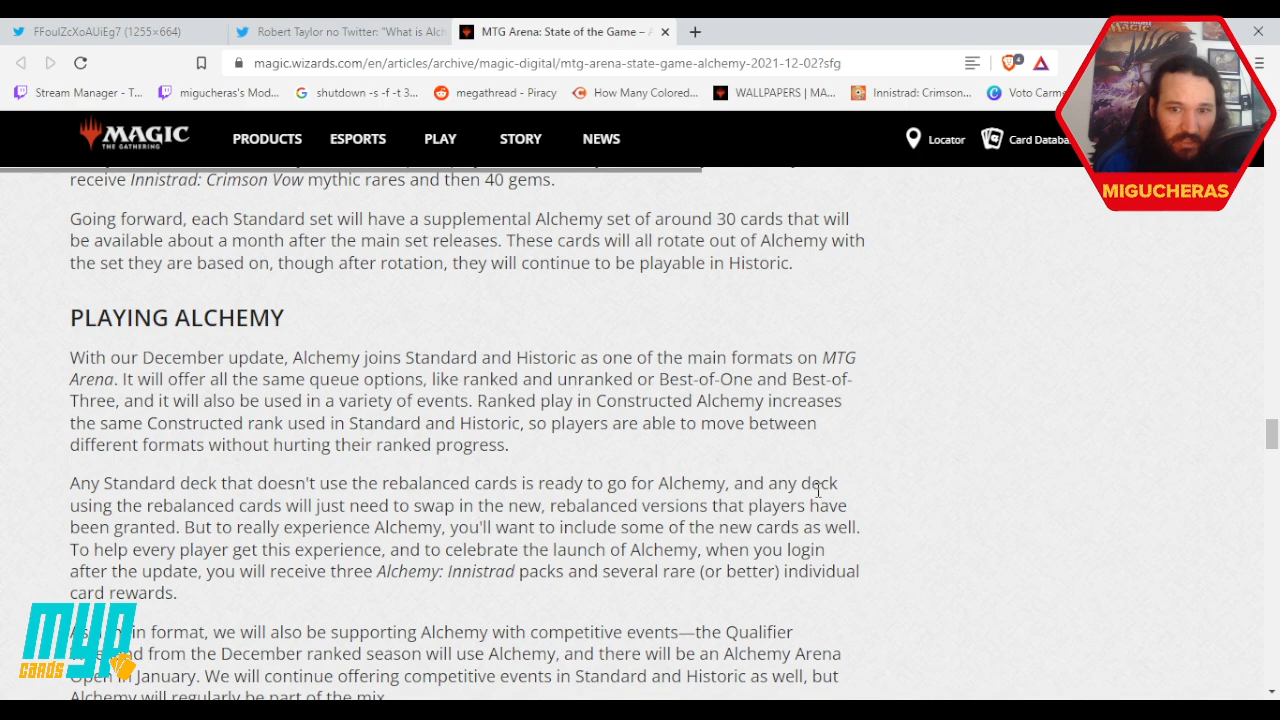 FFoulZcXoAUiEg7 (1255×664)
Robert Taylor no Twitter: "What is Alch
MTG Arena: State of the Game – A
magic.wizards.com/en/articles/archive/magic-digital/mtg-arena-state-game-alchemy-2021-12-02?sfg
4
Stream Manager - T...
migucheras's Mod...
shutdown -s -f -t 3...
megathread - Piracy
How Many Colored...
WALLPAPERS | MA...
Innistrad: Crimson...
Voto Carme
MAGIC
THE GATHERING
PRODUCTS
ESPORTS
PLAY
STORY
NEWS
Locator
Card Databa
MIGUCHERAS
receive Innistrad: Crimson Vow mythic rares and then 40 gems.
Going forward, each Standard set will have a supplemental Alchemy set of around 30 cards that will
be available about a month after the main set releases. These cards will all rotate out of Alchemy with
the set they are based on, though after rotation, they will continue to be playable in Historic.
PLAYING ALCHEMY
With our December update, Alchemy joins Standard and Historic as one of the main formats on MTG
Arena. It will offer all the same queue options, like ranked and unranked or Best-of-One and Best-of-
Three, and it will also be used in a variety of events. Ranked play in Constructed Alchemy increases
the same Constructed rank used in Standard and Historic, so players are able to move between
different formats without hurting their ranked progress.
Any Standard deck that doesn't use the rebalanced cards is ready to go for Alchemy, and any deck
using the rebalanced cards will just need to swap in the new, rebalanced versions that players have
been granted. But to really experience Alchemy, you'll want to include some of the new cards as well.
To help every player get this experience, and to celebrate the launch of Alchemy, when you login
after the update, you will receive three Alchemy: Innistrad packs and several rare (or better) individual
card rewards.
in format, we will also be supporting Alchemy with competitive events—the Qualifier
from the December ranked season will use Alchemy, and there will be an Alchemy Arena
Open in January. We will continue offering competitive events in Standard and Historic as well, but
Alchemy will regularly be part of the mix.
MYP
cards